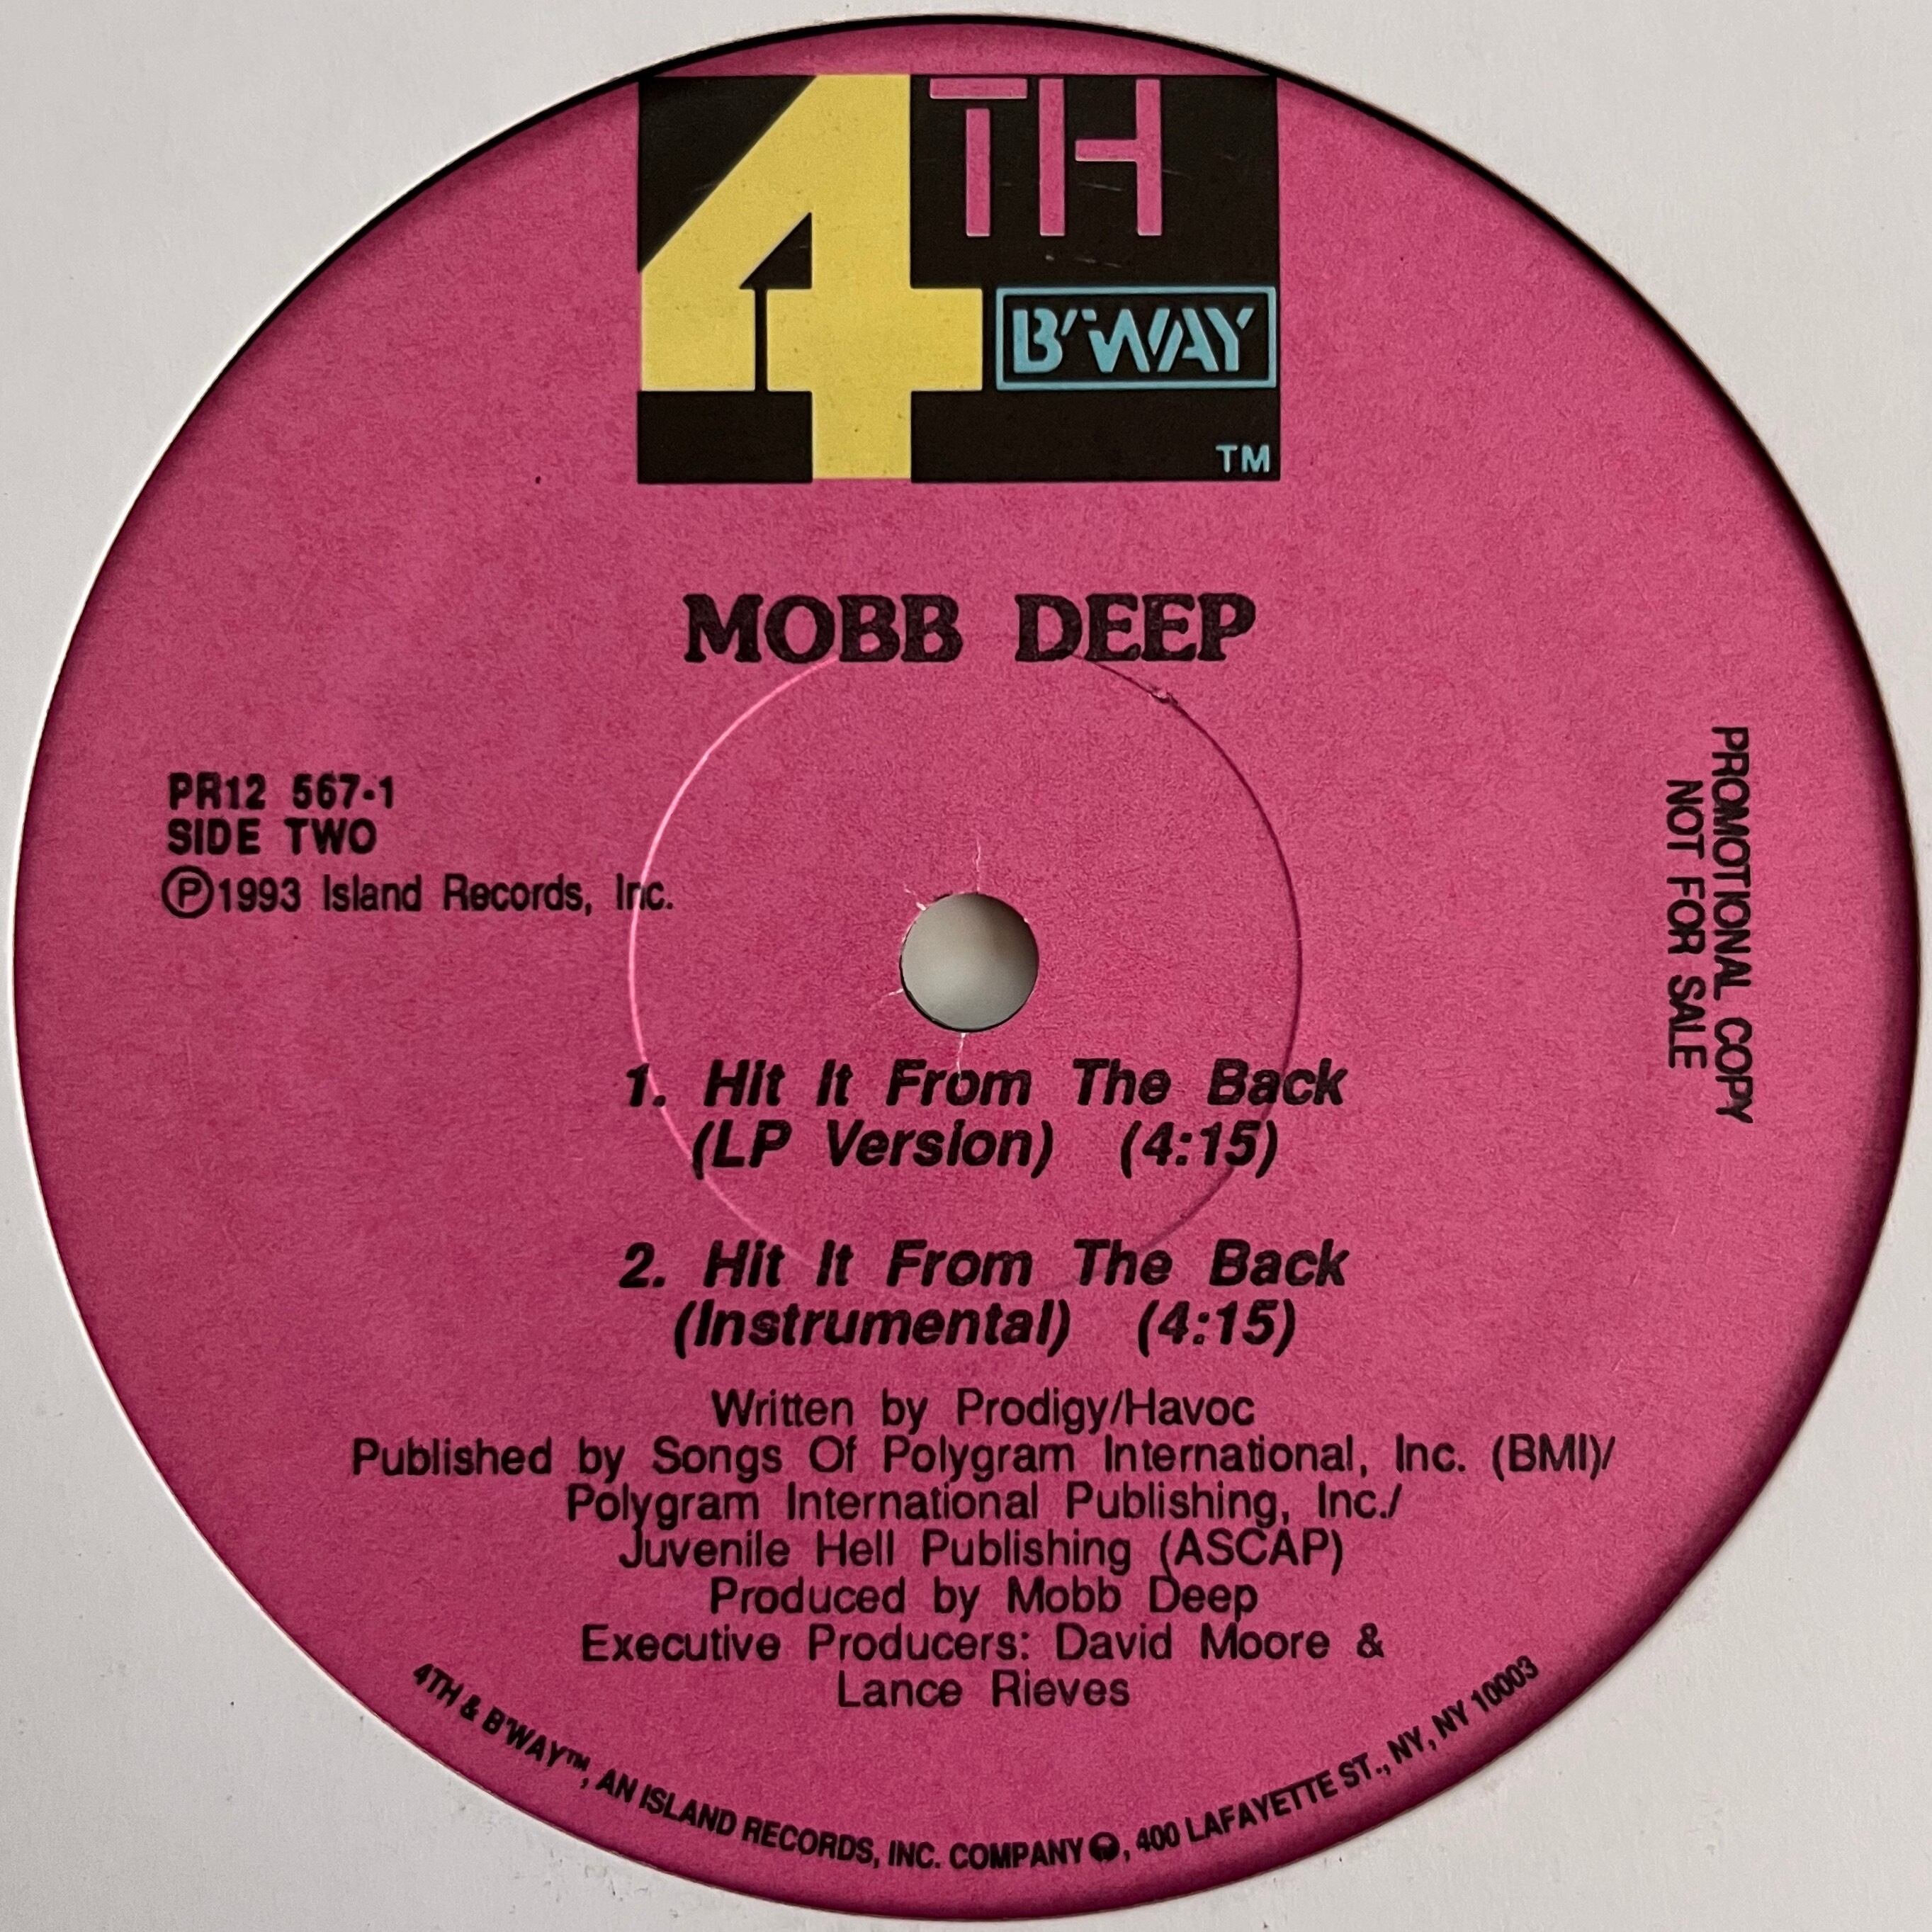 4TH
B'WAY
TM
MOBB DEEP
PR12 567-1
SIDE TWO
Ⓟ1993 Island Records, Inc.
PROMOTIONAL COPY
NOT FOR SALE
1. Hit It From The Back
(LP Version) (4:15)
2. Hit It From The Back
(Instrumental) (4:15)
Written by Prodigy/Havoc
Published by Songs Of Polygram International, Inc. (BMI)/
Polygram International Publishing, Inc./
Juvenile Hell Publishing (ASCAP)
Produced by Mobb Deep
Executive Producers: David Moore &
Lance Rieves
4TH & B'WAY™, AN ISLAND RECORDS, INC. COMPANY, 400 LAFAYETTE ST., NY, NY 10003